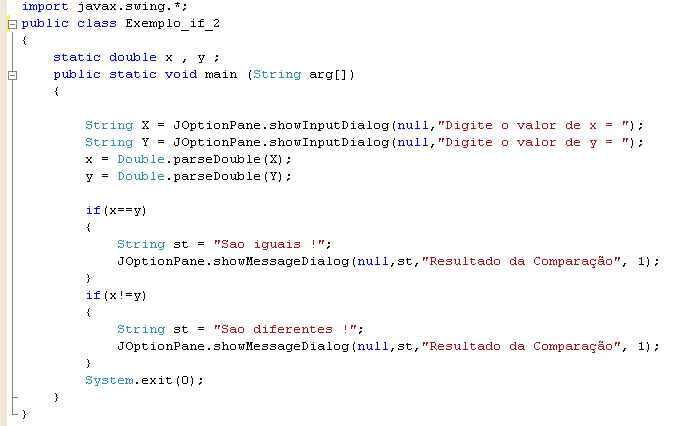 import javax.swing.*;
public class Exemplo_if_2
{
static double x , y ;
public static void main (String arg[])
{
String X = JOptionPane.showInputDialog(null,"Digite o valor de x = ");
String Y = JOptionPane.showInputDialog(null,"Digite o valor de y = ");
x = Double.parseDouble(X);
y = Double.parseDouble(Y);
if(x==y)
{
String st = "Sao iguais !";
JOptionPane.showMessageDialog(null,st,"Resultado da Comparação", 1);
}
if(x!=y)
{
String st = "Sao diferentes !";
JOptionPane.showMessageDialog(null,st,"Resultado da Comparação", 1);
}
System.exit(0);
}
}